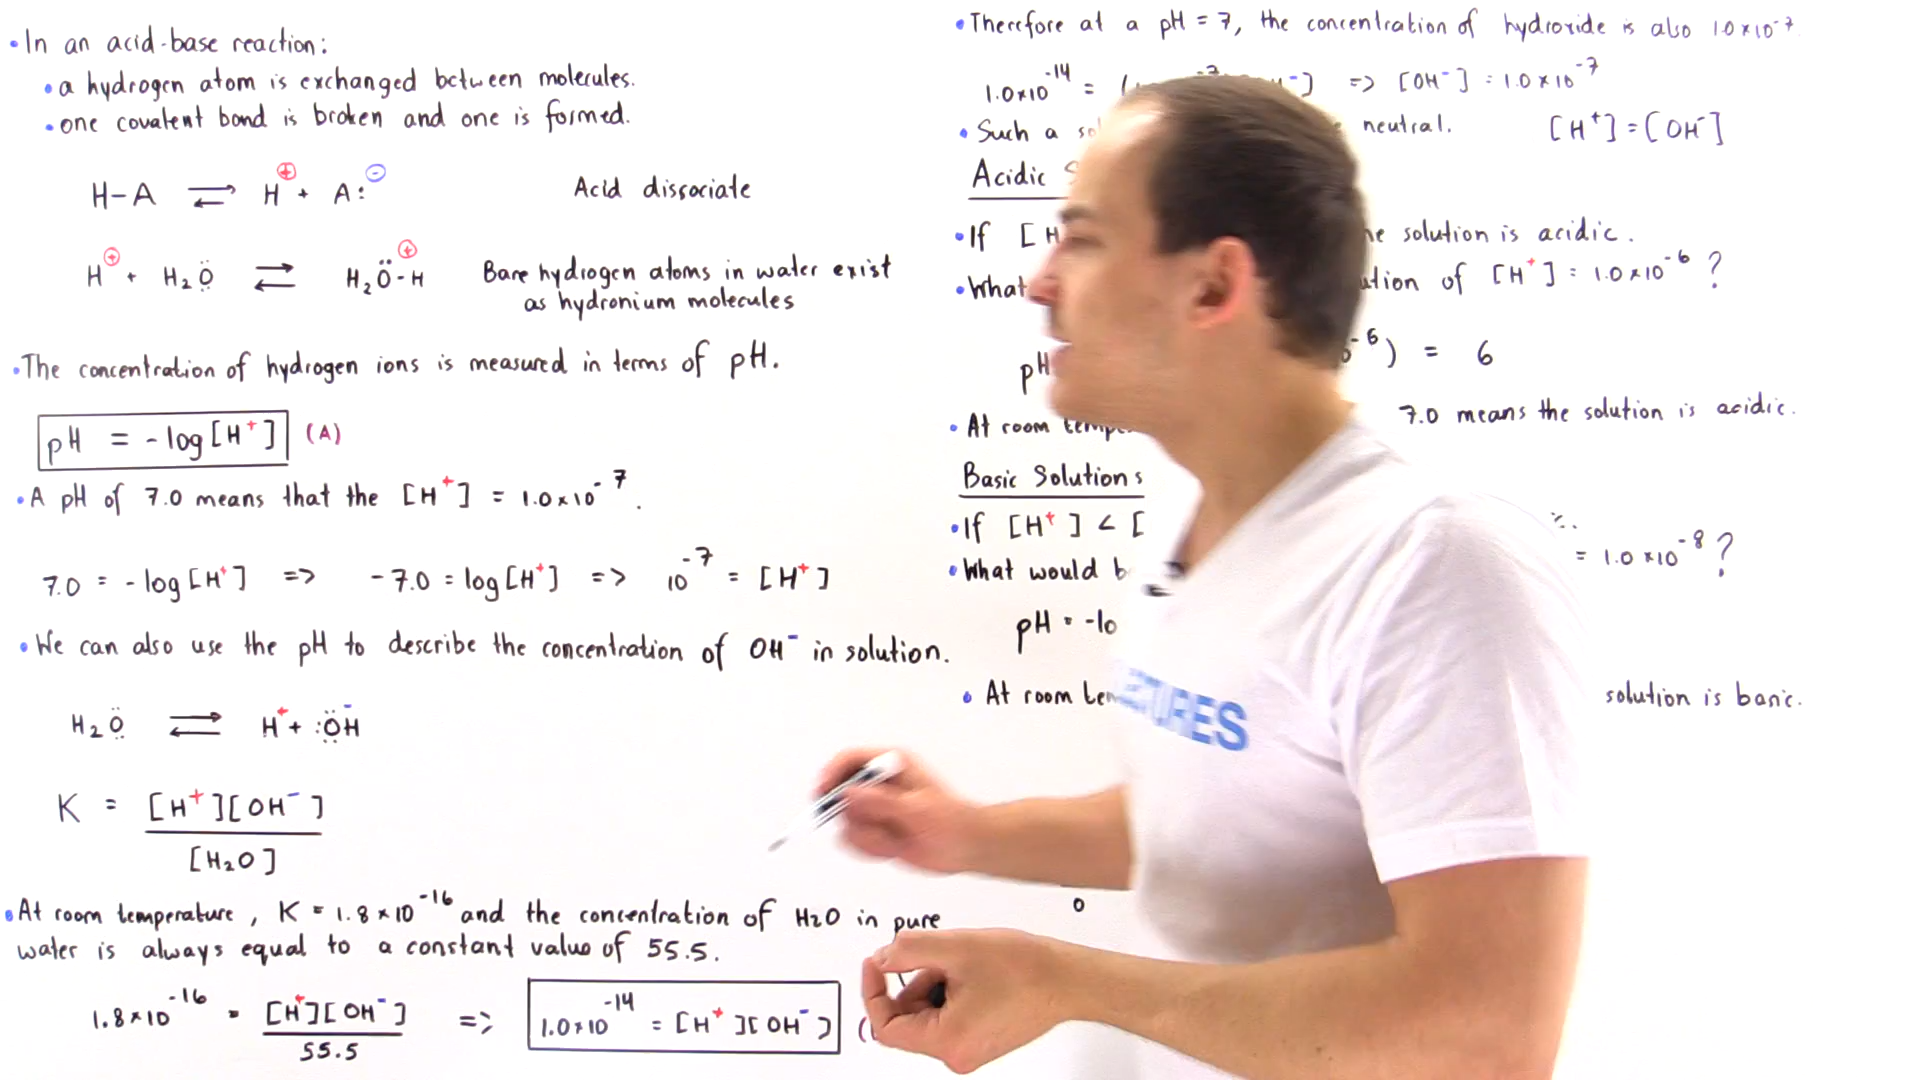 • In an acid-base reaction:
• a hydrogen atom is exchanged between molecules.
• one covalent bond is broken and one is formed.
H-A ⇌ H⊕ + A:⊖ Acid dissociate
H⊕ + H₂Ö: ⇌ H₂Ö⊕-H Bare hydrogen atoms in water exist
as hydronium molecules
• The concentration of hydrogen ions is measured in terms of pH.
pH = -log[H⁺] (A)
• A pH of 7.0 means that the [H⁺] = 1.0×10⁻⁷.
7.0 = -log[H⁺] => -7.0 = log[H⁺] => 10⁻⁷ = [H⁺]
• We can also use the pH to describe the concentration of OH⁻ in solution.
H₂Ö: ⇌ H⁺ + :ÖH⁻
K = [H⁺][OH⁻]
[H₂O]
• At room temperature, K = 1.8×10⁻¹⁶ and the concentration of H₂O in pure
water is always equal to a constant value of 55.5.
1.8×10⁻¹⁶ = [H⁺][OH⁻] => 1.0×10⁻¹⁴ = [H⁺][OH⁻] (
55.5
• Therefore at a pH = 7, the concentration of hydroxide is also 1.0×10⁻⁷
1.0×10⁻¹⁴ = ( ⁻] => [OH⁻] = 1.0×10⁻⁷
• Such a neutral. [H⁺] = [OH⁻]
Acidic
• If [H solution is acidic.
• What of [H⁺] = 1.0×10⁻⁶?
pH ⁻⁶) = 6
• At room 7.0 means the solution is acidic.
Basic Solutions
• If [H⁺] < [
• What would = 1.0×10⁻⁸?
pH = -lo
• At room solution is basic.
o
URES